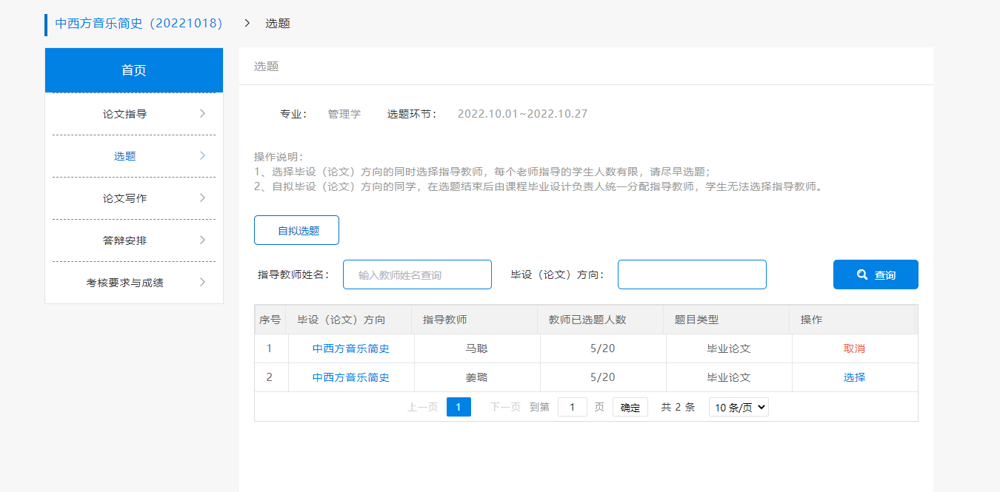 中西方音乐简史（20221018） > 选题
首页
论文指导
选题
论文写作
答辩安排
考核要求与成绩
选题
专业： 管理学 选题环节： 2022.10.01~2022.10.27
操作说明：
1、选择毕设（论文）方向的同时选择指导教师，每个老师指导的学生人数有限，请尽早选题；
2、自拟毕设（论文）方向的同学，在选题结束后由课程毕业设计负责人统一分配指导教师，学生无法选择指导教师。
自拟选题
指导教师姓名： 输入教师姓名查询 毕设（论文）方向： 查询
序号 毕设（论文）方向 指导教师 教师已选题人数 题目类型 操作
1 中西方音乐简史 马聪 5/20 毕业论文 取消
2 中西方音乐简史 姜璐 5/20 毕业论文 选择
上一页 1 下一页 到第 1 页 确定 共 2 条 10 条/页